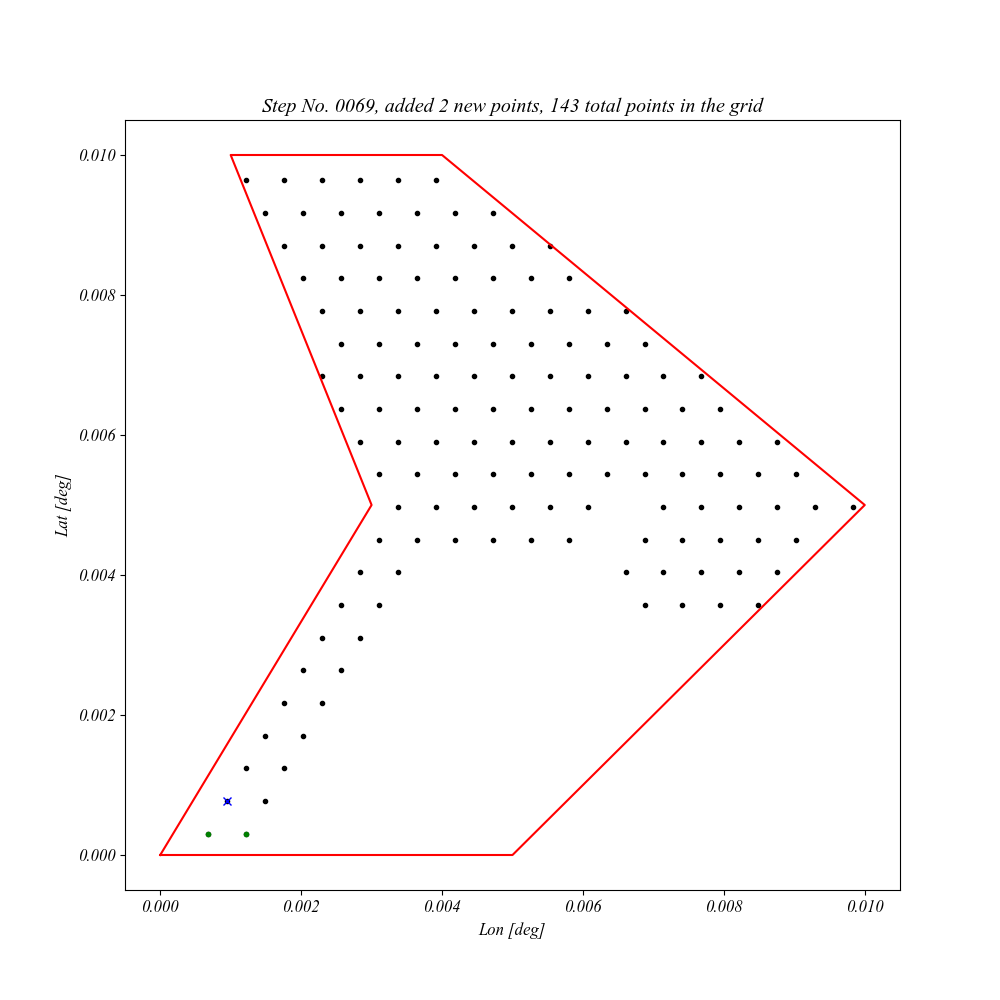 Step No. 0069, added 2 new points, 143 total points in the grid
0.010
0.008
0.006
0.004
0.002
0.000
Lat [deg]
0.000 0.002 0.004 0.006 0.008 0.010
Lon [deg]